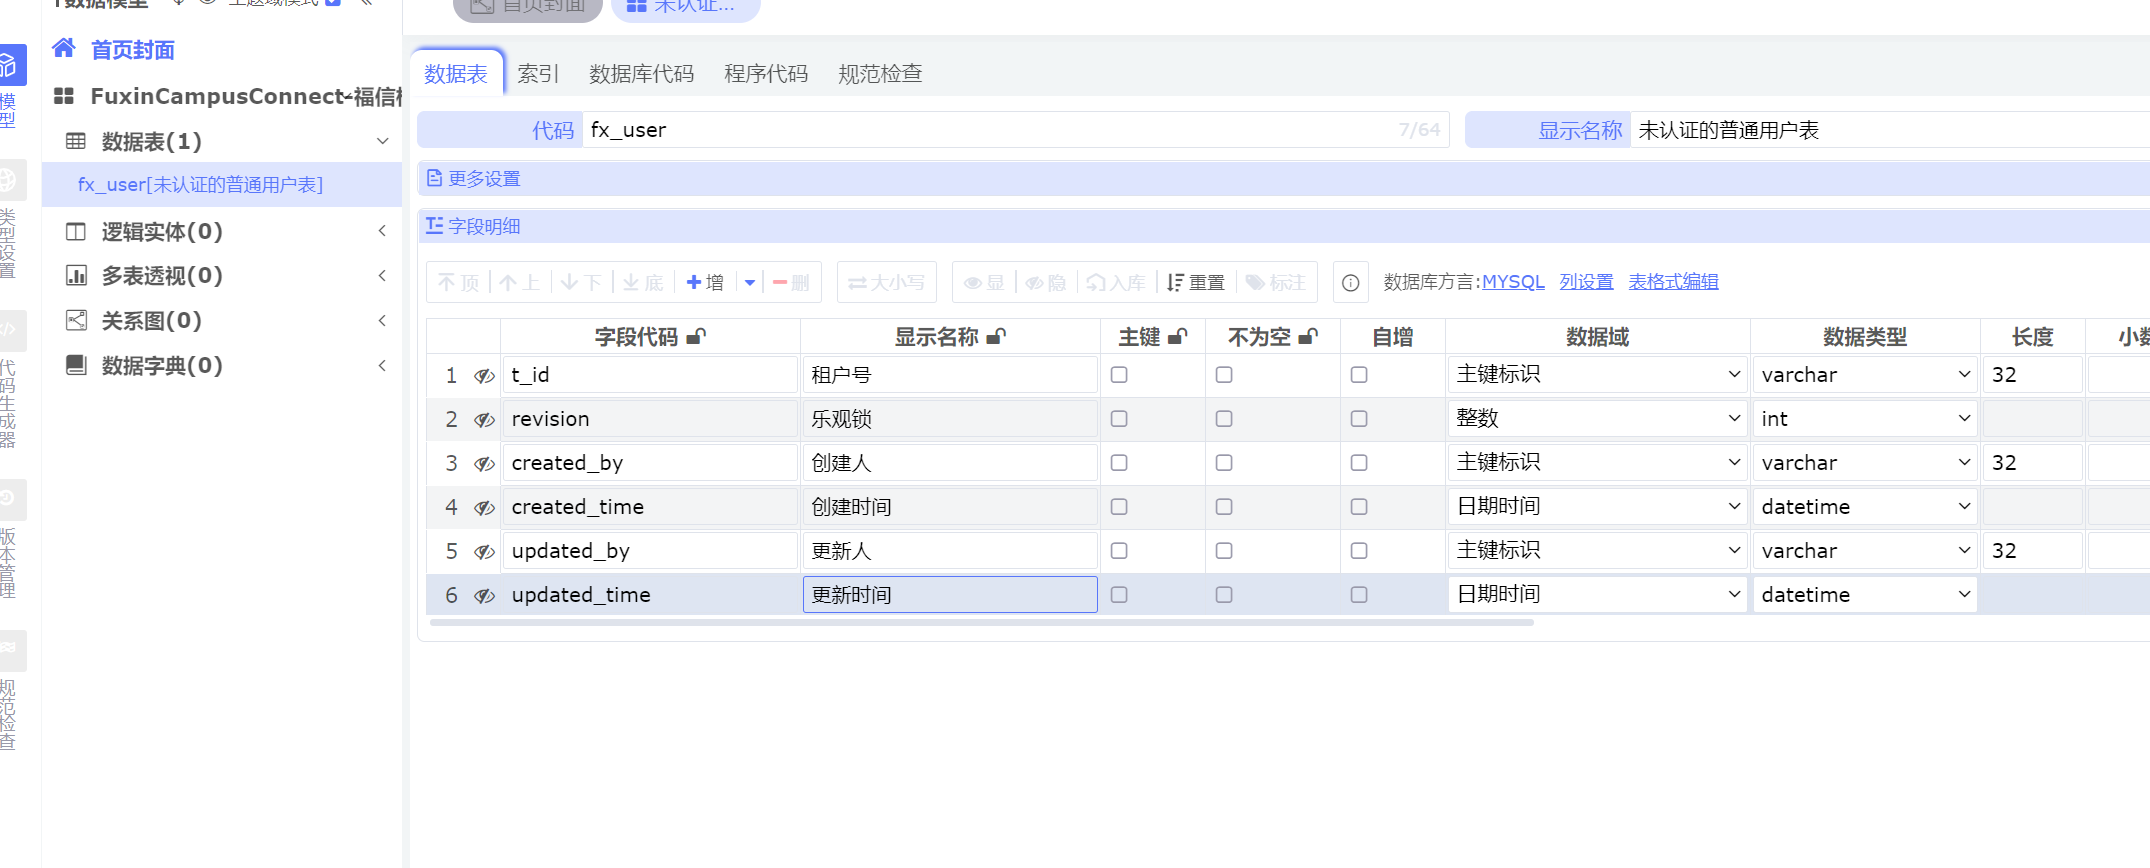 数据模型
主题域模式
首页封面
未认证...
首页封面
FuxinCampusConnect-福信
数据表(1)
fx_user[未认证的普通用户表]
逻辑实体(0)
多表透视(0)
关系图(0)
数据字典(0)
模型
类型设置
代码生成器
版本管理
规范检查
数据表 索引 数据库代码 程序代码 规范检查
代码 fx_user 7/64 显示名称 未认证的普通用户表
更多设置
字段明细
顶 上 下 底 增 删 大小写 显 隐 入库 重置 标注 数据库方言:MYSQL 列设置 表格式编辑
字段代码 显示名称 主键 不为空 自增 数据域 数据类型 长度 小数
1 t_id 租户号 主键标识 varchar 32
2 revision 乐观锁 整数 int
3 created_by 创建人 主键标识 varchar 32
4 created_time 创建时间 日期时间 datetime
5 updated_by 更新人 主键标识 varchar 32
6 updated_time 更新时间 日期时间 datetime